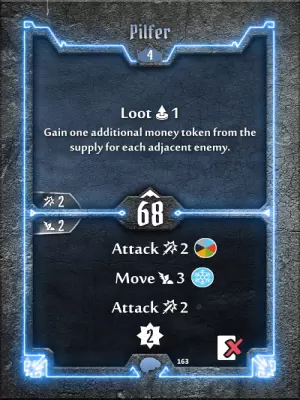 Pilfer
4
Loot 1
Gain one additional money token from the
supply for each adjacent enemy.
2
68
2
Attack 2
Move 3
Attack 2
2
163